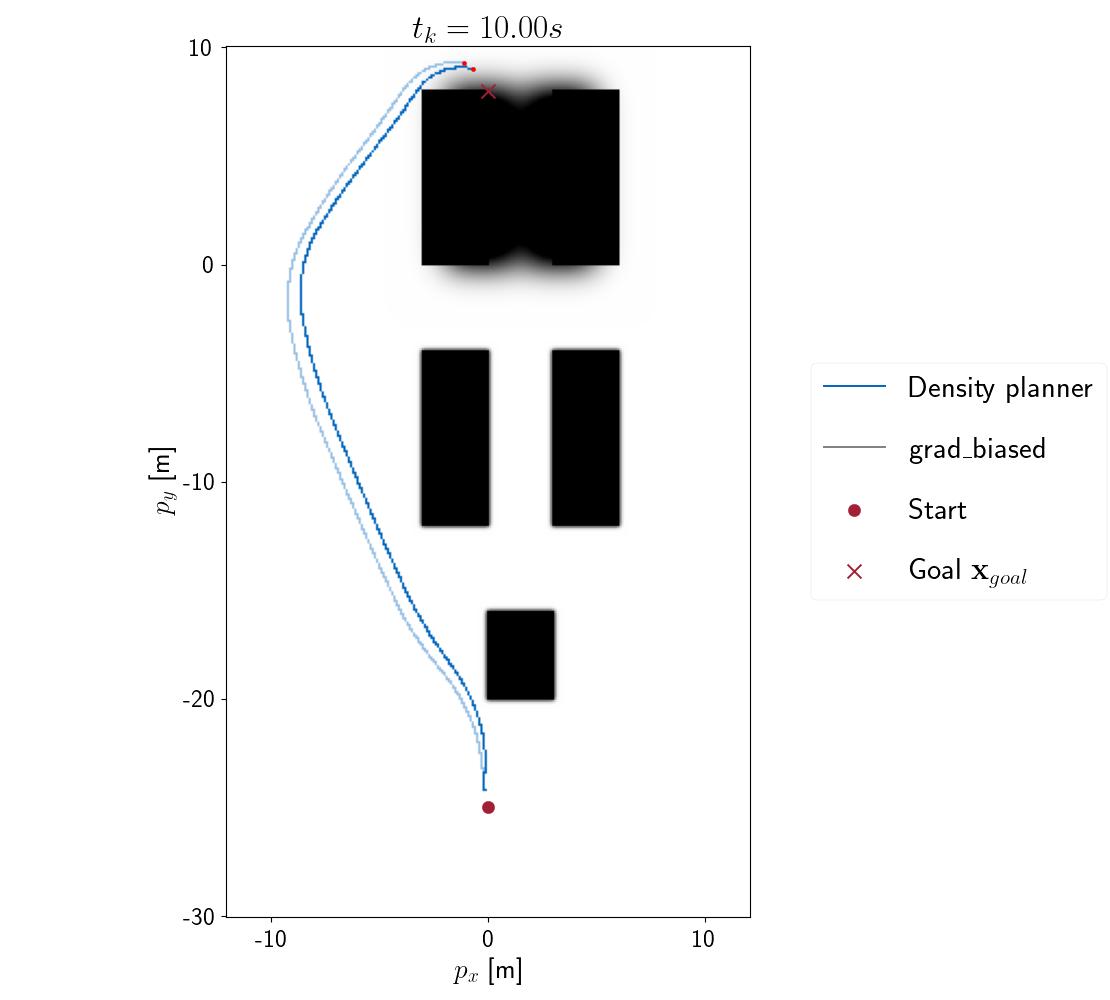 t_k = 10.00s
10
0
-10
-20
-30
p_y [m]
-10
0
10
p_x [m]
Density planner
grad_biased
Start
Goal x_goal